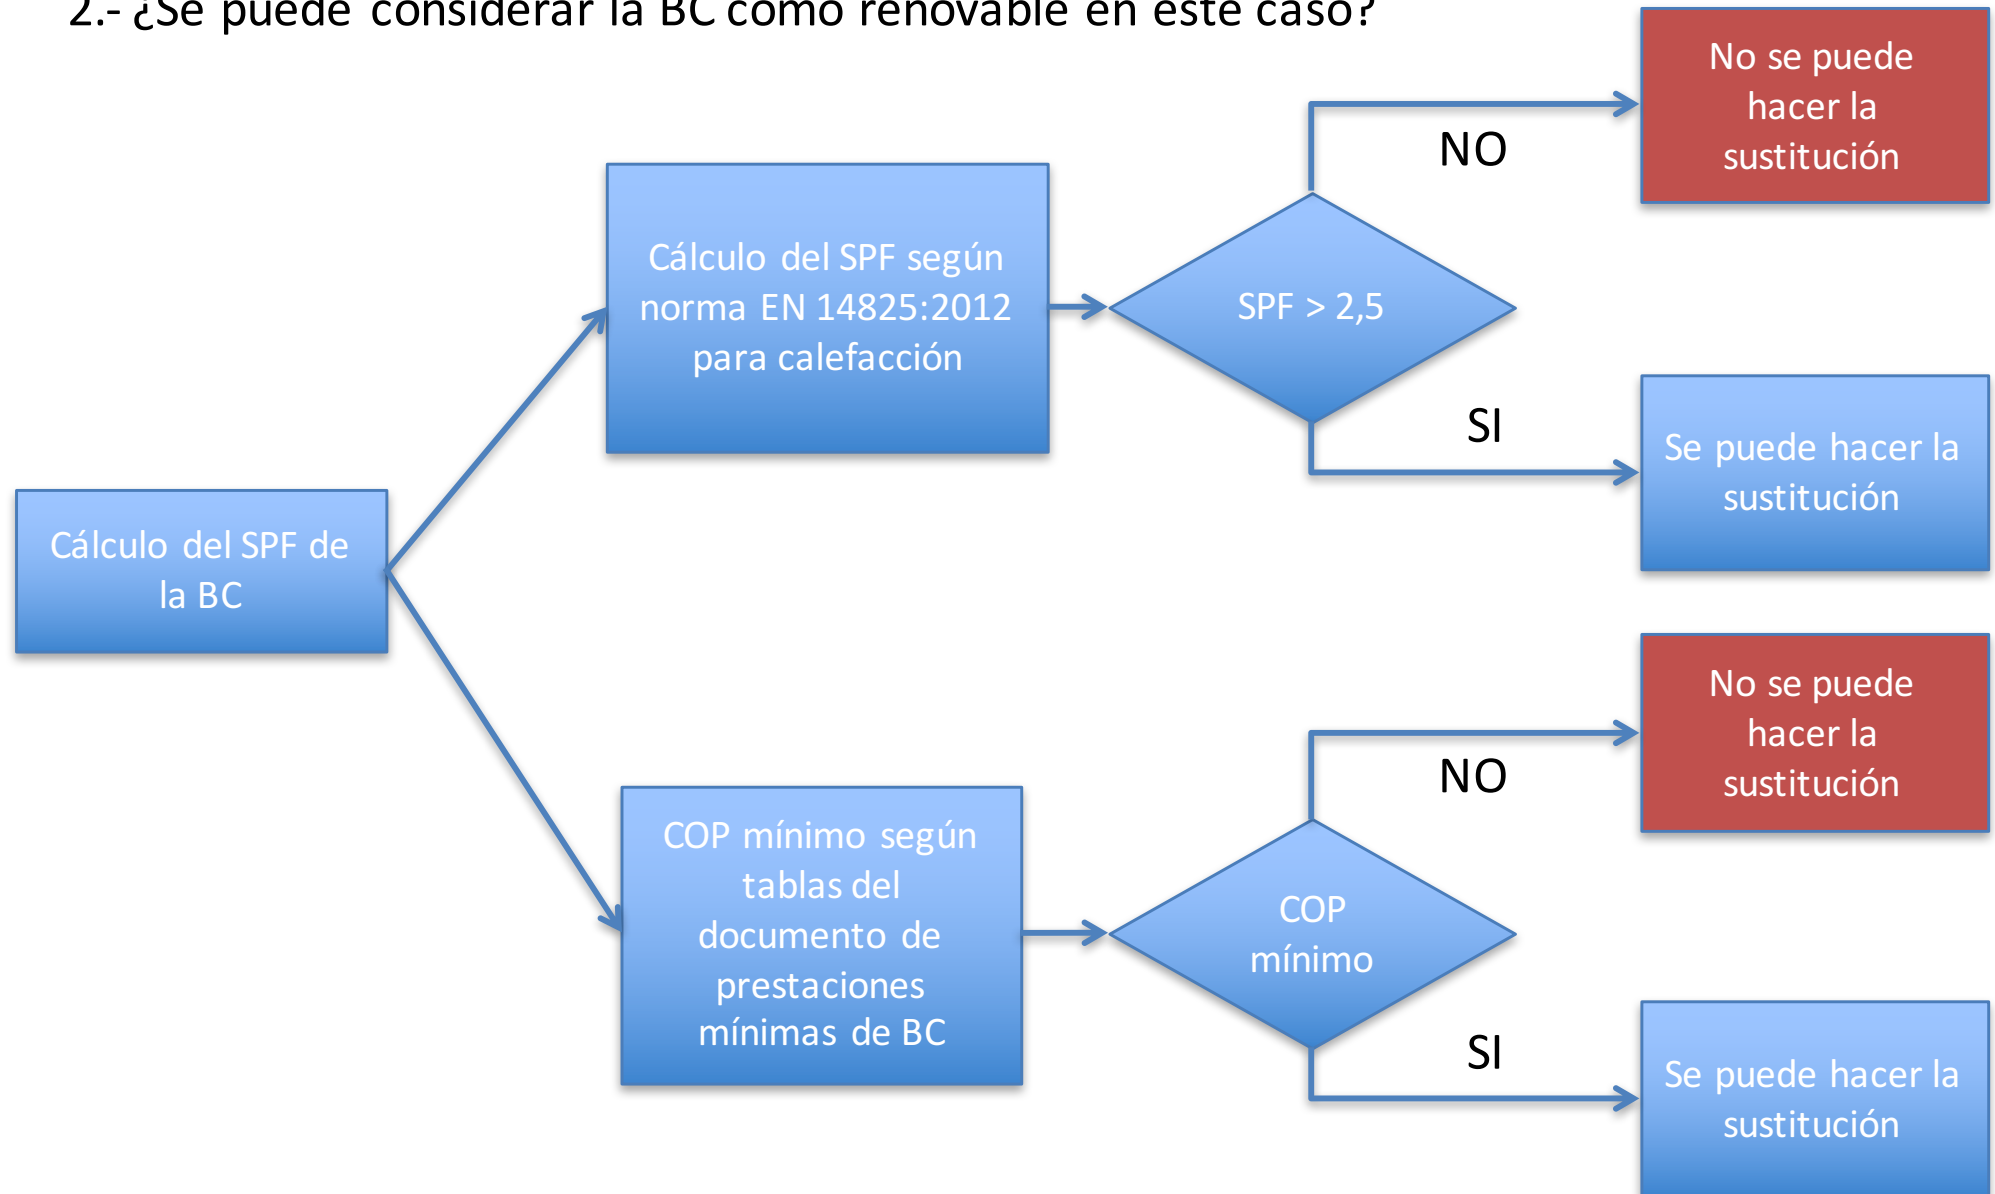 2.- ¿Se puede considerar la BC como renovable en este caso?
No se puede
hacer la
sustitución
NO
Cálculo del SPF según
norma EN 14825:2012
para calefacción
SPF > 2,5
SI
Se puede hacer la
sustitución
Cálculo del SPF de
la BC
No se puede
hacer la
sustitución
NO
COP mínimo según
tablas del
documento de
prestaciones
mínimas de BC
COP
mínimo
SI
Se puede hacer la
sustitución